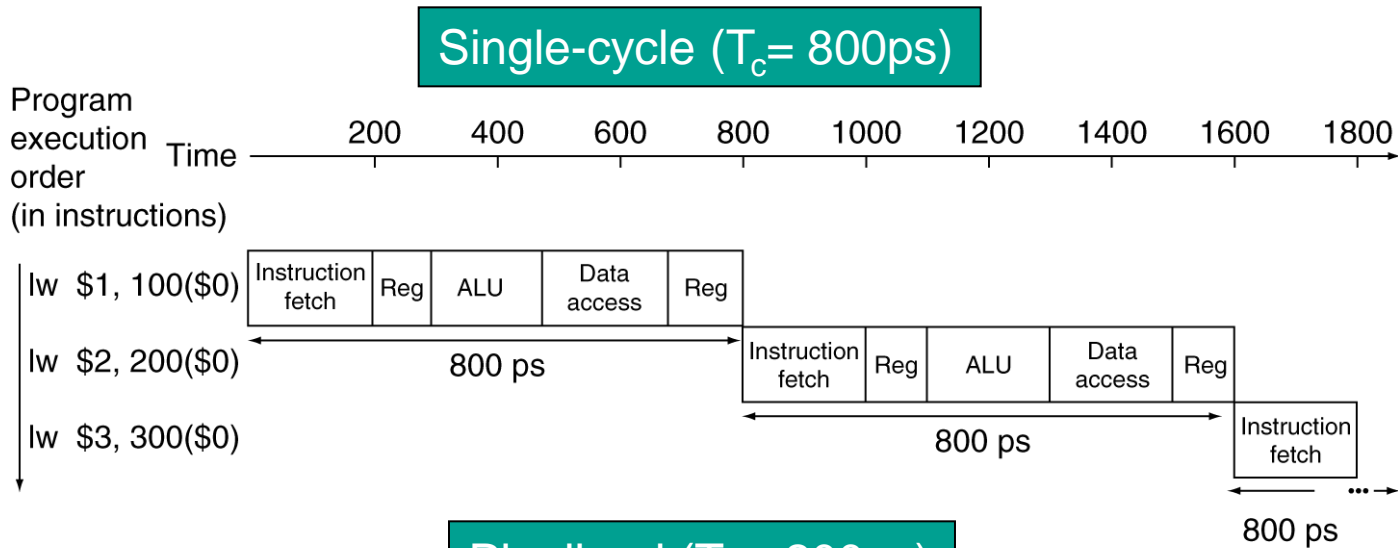 Single-cycle (Tc= 800ps)
Program
execution
order
(in instructions)
Time
200 400 600 800 1000 1200 1400 1600 1800
lw $1, 100($0)
Instruction
fetch
Reg
ALU
Data
access
Reg
800 ps
lw $2, 200($0)
Instruction
fetch
Reg
ALU
Data
access
Reg
800 ps
lw $3, 300($0)
Instruction
fetch
...
800 ps